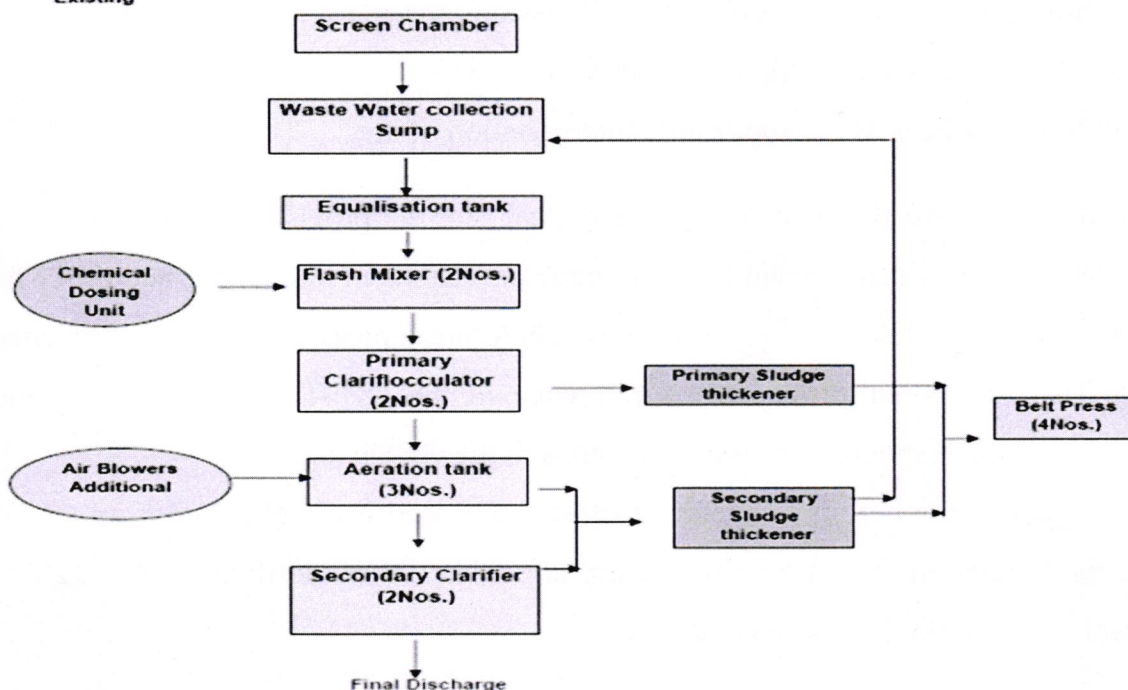 Existing
Screen Chamber
Waste Water collection
Sump
Equalisation tank
Flash Mixer (2Nos.)
Chemical
Dosing
Unit
Primary
Clariflocculator
(2Nos.)
Primary Sludge
thickener
Belt Press
(4Nos.)
Air Blowers
Additional
Aeration tank
(3Nos.)
Secondary
Sludge
thickener
Secondary Clarifier
(2Nos.)
Final Discharge